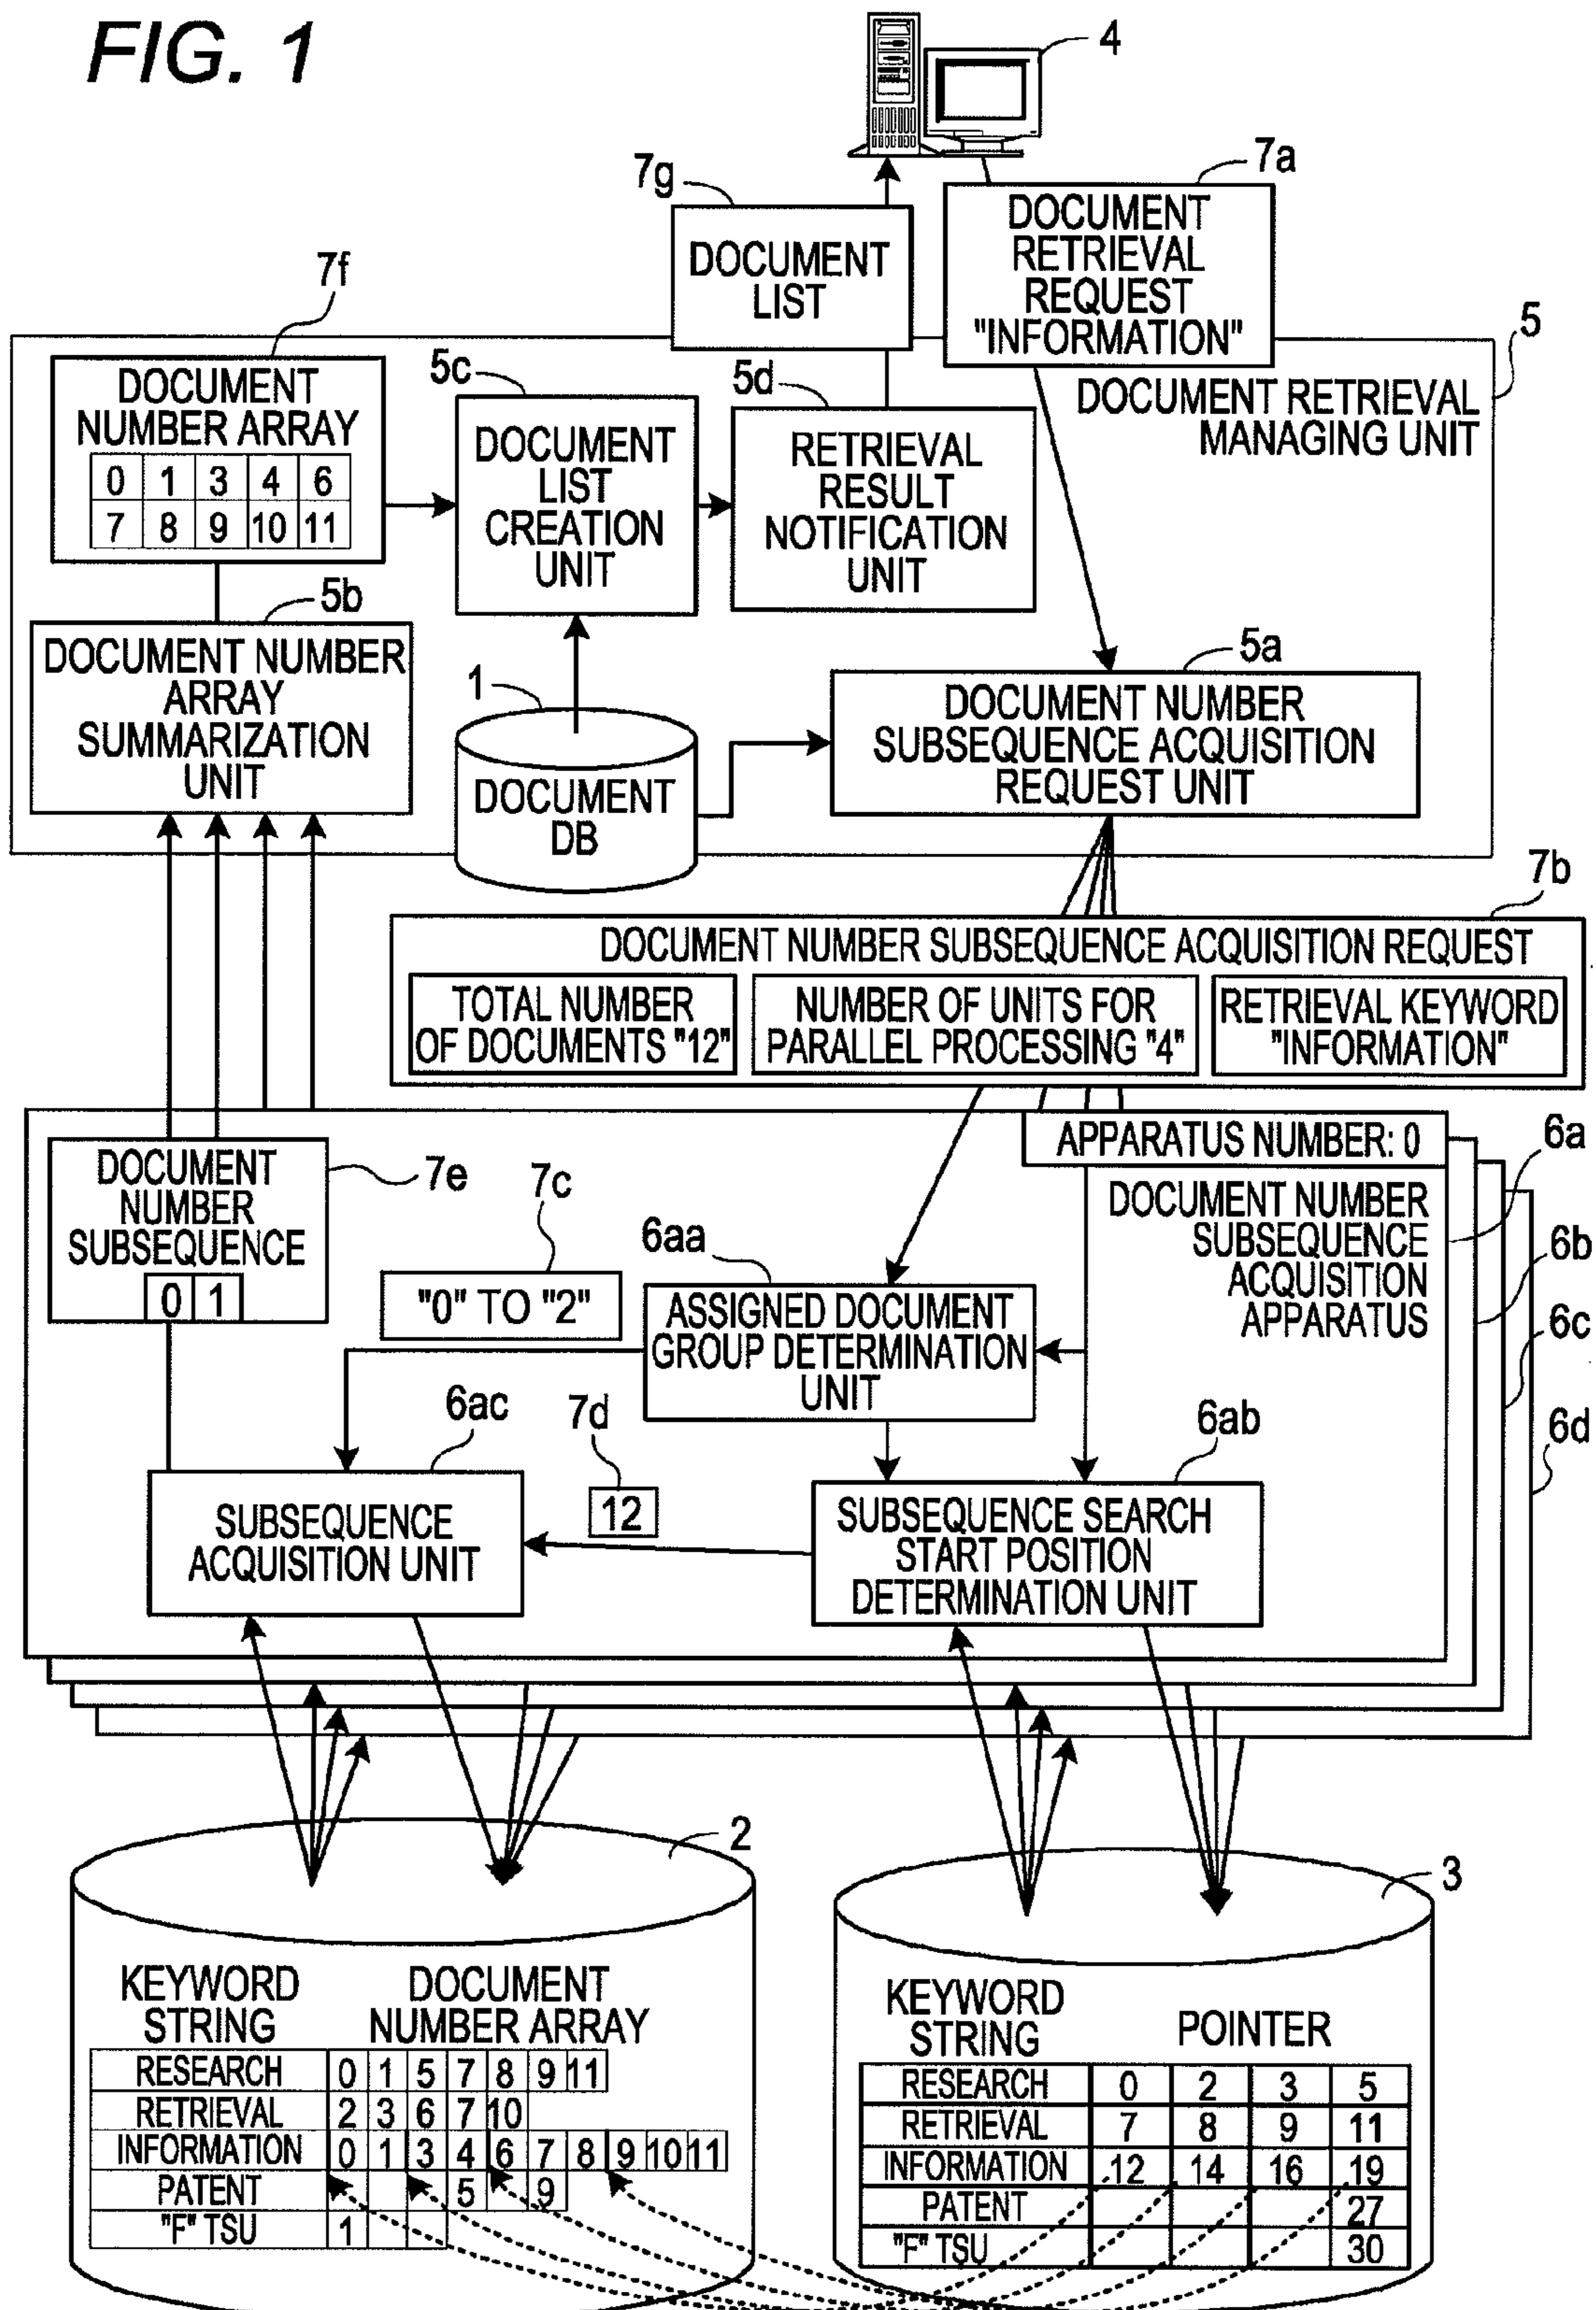 FIG. 1
4
7a
7g
DOCUMENT
RETRIEVAL
REQUEST
"INFORMATION"
DOCUMENT
LIST
7f
5
DOCUMENT
NUMBER ARRAY
0 1 3 4 6
7 8 9 10 11
5c
5d
DOCUMENT RETRIEVAL
MANAGING UNIT
DOCUMENT
LIST
CREATION
UNIT
RETRIEVAL
RESULT
NOTIFICATION
UNIT
5b
DOCUMENT NUMBER
ARRAY
SUMMARIZATION
UNIT
1
DOCUMENT
DB
5a
DOCUMENT NUMBER
SUBSEQUENCE ACQUISITION
REQUEST UNIT
7b
DOCUMENT NUMBER SUBSEQUENCE ACQUISITION REQUEST
TOTAL NUMBER
OF DOCUMENTS "12"
NUMBER OF UNITS FOR
PARALLEL PROCESSING "4"
RETRIEVAL KEYWORD
"INFORMATION"
APPARATUS NUMBER: 0
6a
DOCUMENT NUMBER
SUBSEQUENCE
ACQUISITION
APPARATUS
6b
6c
6d
DOCUMENT
NUMBER
SUBSEQUENCE
0 1
7e
7c
"0" TO "2"
6aa
ASSIGNED DOCUMENT
GROUP DETERMINATION
UNIT
6ac
7d
6ab
SUBSEQUENCE
ACQUISITION UNIT
12
SUBSEQUENCE SEARCH
START POSITION
DETERMINATION UNIT
2
3
KEYWORD
STRING
DOCUMENT
NUMBER ARRAY
RESEARCH 0 1 5 7 8 9 11
RETRIEVAL 2 3 6 7 10
INFORMATION 0 1 3 4 6 7 8 9 10 11
PATENT 5 9
"F" TSU 1
KEYWORD
STRING
POINTER
RESEARCH 0 2 3 5
RETRIEVAL 7 8 9 11
INFORMATION 12 14 16 19
PATENT 27
"F" TSU 30